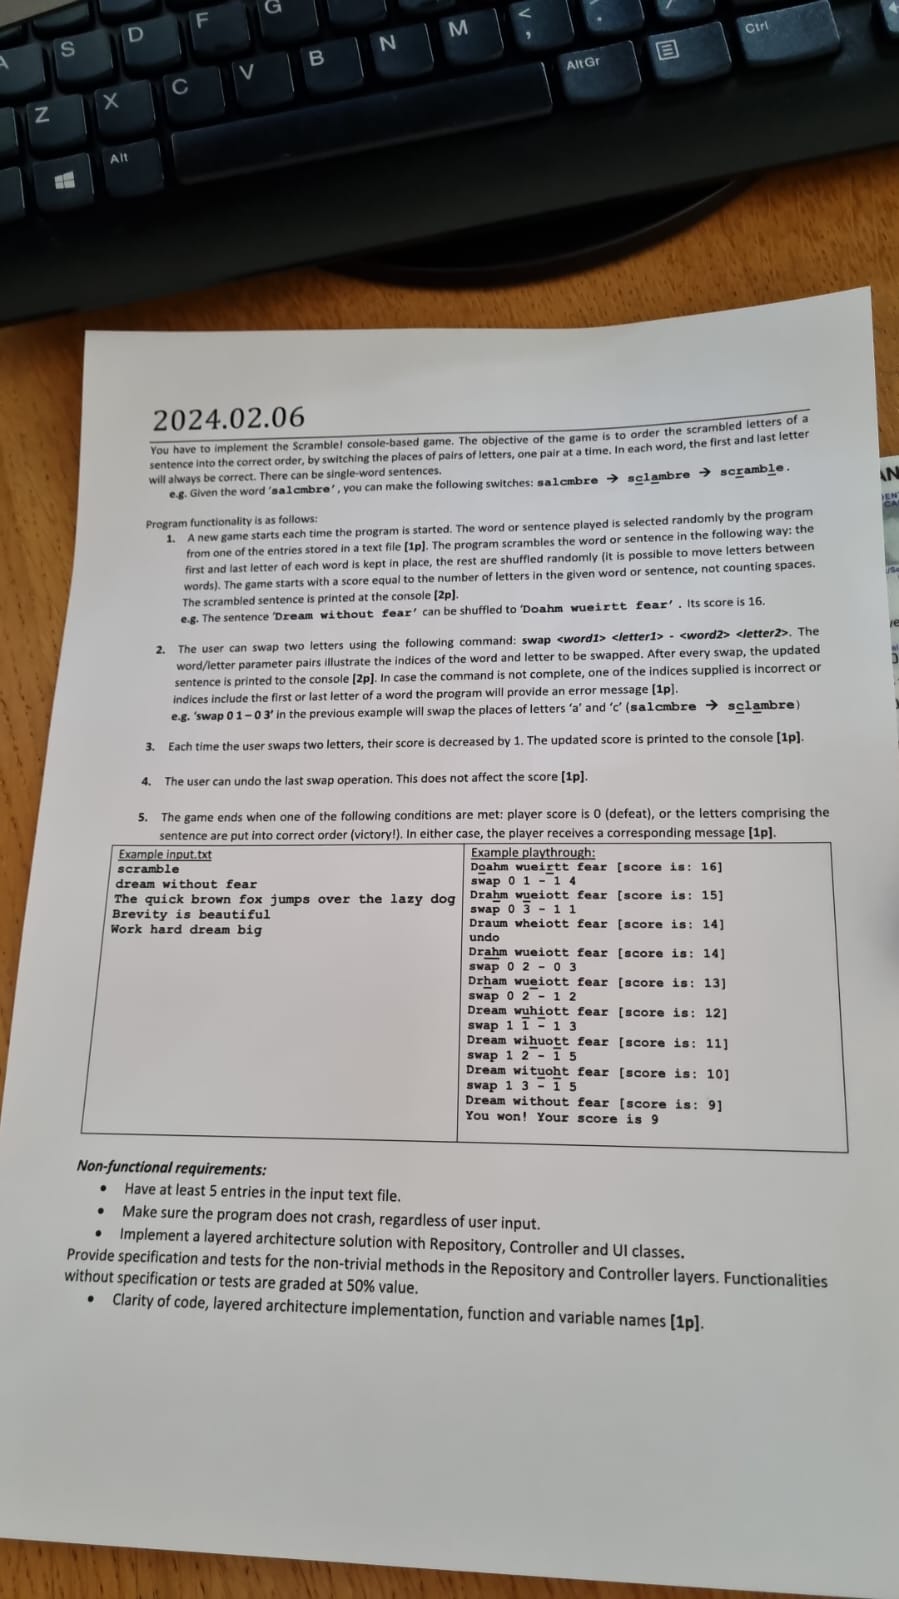 A S D F G
Z X C V B N M < , .
Alt AltGr Ctrl
2024.02.06
You have to implement the Scramble! console-based game. The objective of the game is to order the scrambled letters of a
sentence into the correct order, by switching the places of pairs of letters, one pair at a time. In each word, the first and last letter
will always be correct. There can be single-word sentences.
e.g. Given the word 'salcmbre', you can make the following switches: salcmbre → sclambre → scramble.
Program functionality is as follows:
1. A new game starts each time the program is started. The word or sentence played is selected randomly by the program
from one of the entries stored in a text file [1p]. The program scrambles the word or sentence in the following way: the
first and last letter of each word is kept in place, the rest are shuffled randomly (it is possible to move letters between
words). The game starts with a score equal to the number of letters in the given word or sentence, not counting spaces.
The scrambled sentence is printed at the console [2p].
e.g. The sentence 'Dream without fear' can be shuffled to 'Doahm wueirtt fear'. Its score is 16.
2. The user can swap two letters using the following command: swap <word1> <letter1> - <word2> <letter2>. The
word/letter parameter pairs illustrate the indices of the word and letter to be swapped. After every swap, the updated
sentence is printed to the console [2p]. In case the command is not complete, one of the indices supplied is incorrect or
indices include the first or last letter of a word the program will provide an error message [1p].
e.g. 'swap 0 1 – 0 3' in the previous example will swap the places of letters 'a' and 'c' (salcmbre → sclambre)
3. Each time the user swaps two letters, their score is decreased by 1. The updated score is printed to the console [1p].
4. The user can undo the last swap operation. This does not affect the score [1p].
5. The game ends when one of the following conditions are met: player score is 0 (defeat), or the letters comprising the
sentence are put into correct order (victory!). In either case, the player receives a corresponding message [1p].
Example input.txt
scramble
dream without fear
The quick brown fox jumps over the lazy dog
Brevity is beautiful
Work hard dream big
Example playthrough:
Doahm wueirtt fear [score is: 16]
swap 0 1 - 1 4
Drahm wueiott fear [score is: 15]
swap 0 3 - 1 1
Draum wheiott fear [score is: 14]
undo
Drahm wueiott fear [score is: 14]
swap 0 2 - 0 3
Drham wueiott fear [score is: 13]
swap 0 2 - 1 2
Dream wuhiott fear [score is: 12]
swap 1 1 - 1 3
Dream wihuott fear [score is: 11]
swap 1 2 - 1 5
Dream wituoht fear [score is: 10]
swap 1 3 - 1 5
Dream without fear [score is: 9]
You won! Your score is 9
Non-functional requirements:
• Have at least 5 entries in the input text file.
• Make sure the program does not crash, regardless of user input.
• Implement a layered architecture solution with Repository, Controller and UI classes.
Provide specification and tests for the non-trivial methods in the Repository and Controller layers. Functionalities
without specification or tests are graded at 50% value.
• Clarity of code, layered architecture implementation, function and variable names [1p].